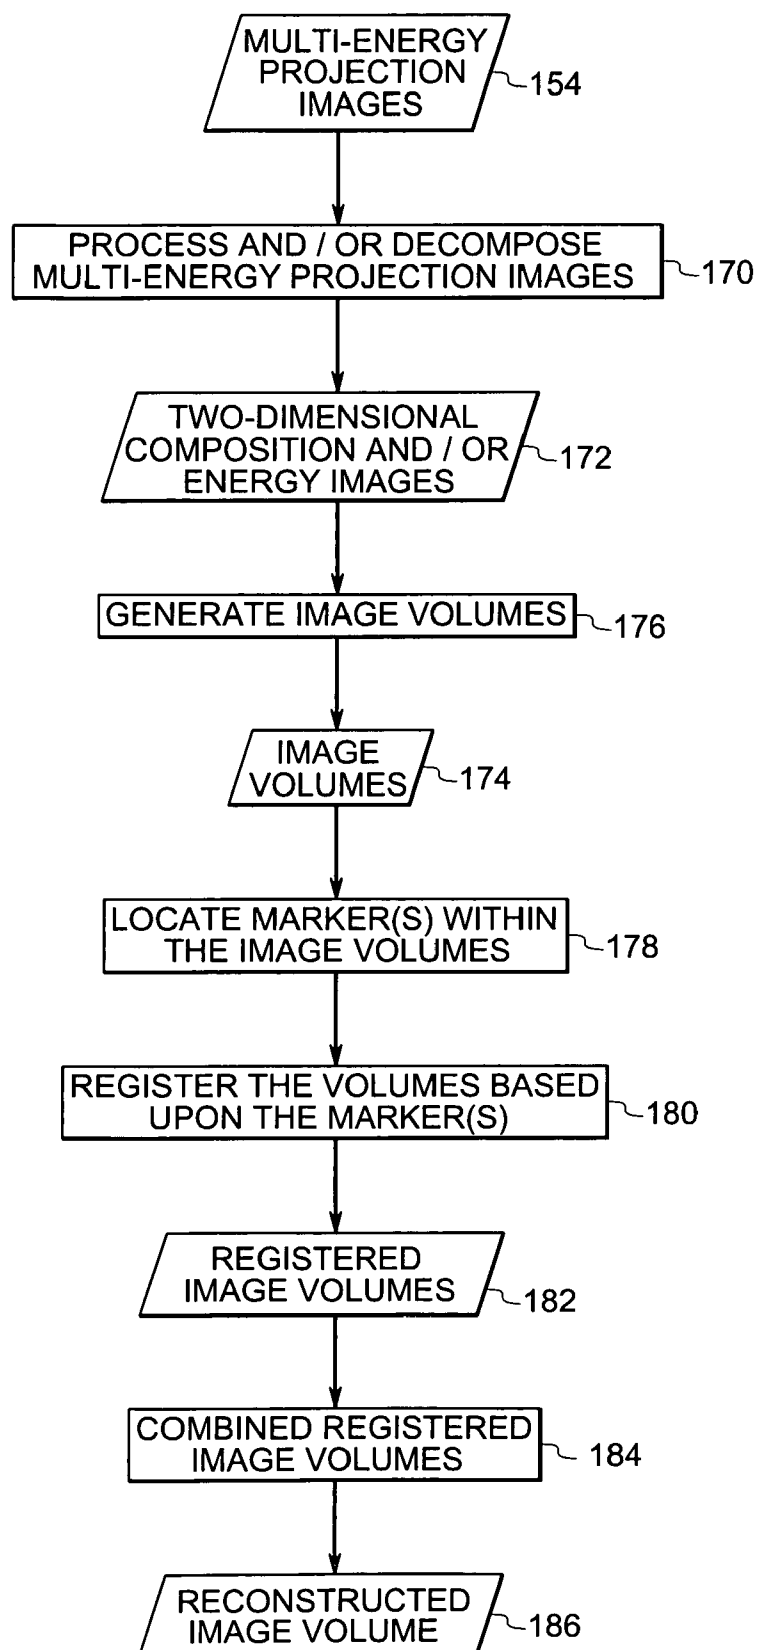 MULTI-ENERGY
PROJECTION
IMAGES
154
PROCESS AND / OR DECOMPOSE
MULTI-ENERGY PROJECTION IMAGES
170
TWO-DIMENSIONAL
COMPOSITION AND / OR
ENERGY IMAGES
172
GENERATE IMAGE VOLUMES
176
IMAGE
VOLUMES
174
LOCATE MARKER(S) WITHIN
THE IMAGE VOLUMES
178
REGISTER THE VOLUMES BASED
UPON THE MARKER(S)
180
REGISTERED
IMAGE VOLUMES
182
COMBINED REGISTERED
IMAGE VOLUMES
184
RECONSTRUCTED
IMAGE VOLUME
186